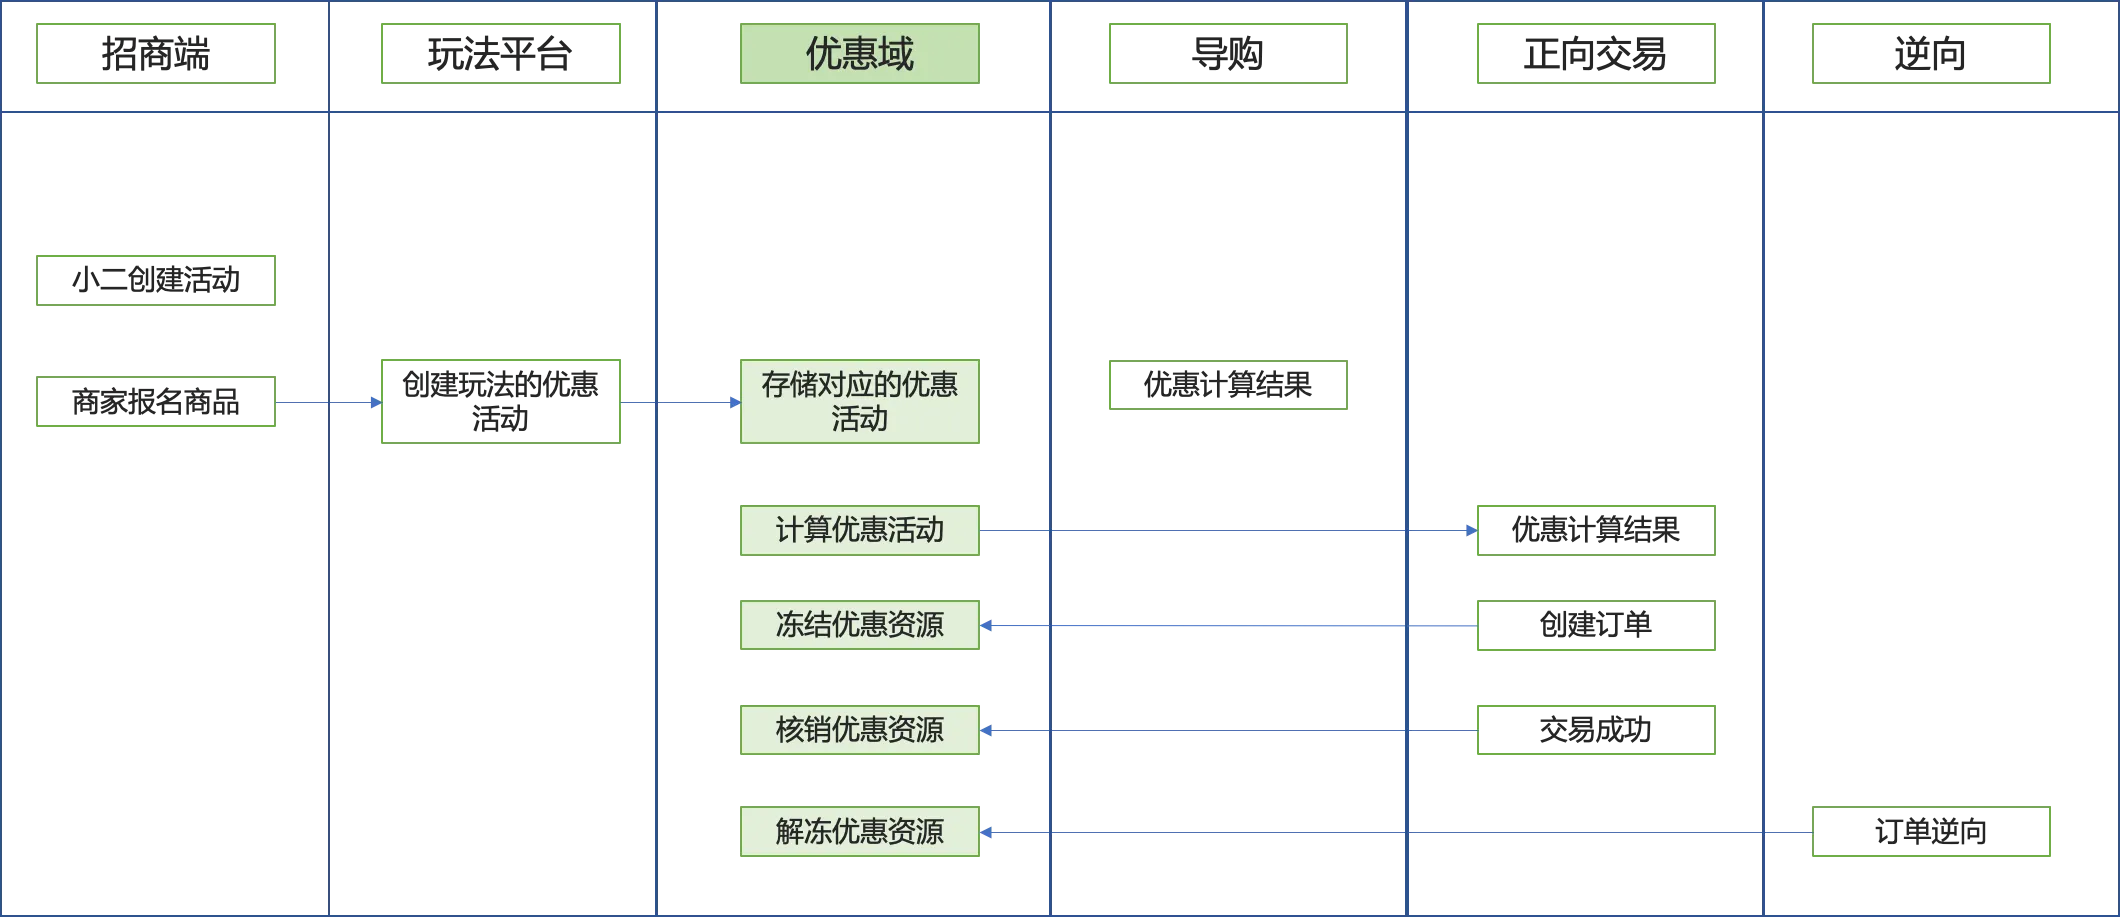 招商端
玩法平台
优惠域
导购
正向交易
逆向
小二创建活动
商家报名商品
创建玩法的优惠
活动
存储对应的优惠
活动
优惠计算结果
计算优惠活动
优惠计算结果
冻结优惠资源
创建订单
核销优惠资源
交易成功
解冻优惠资源
订单逆向